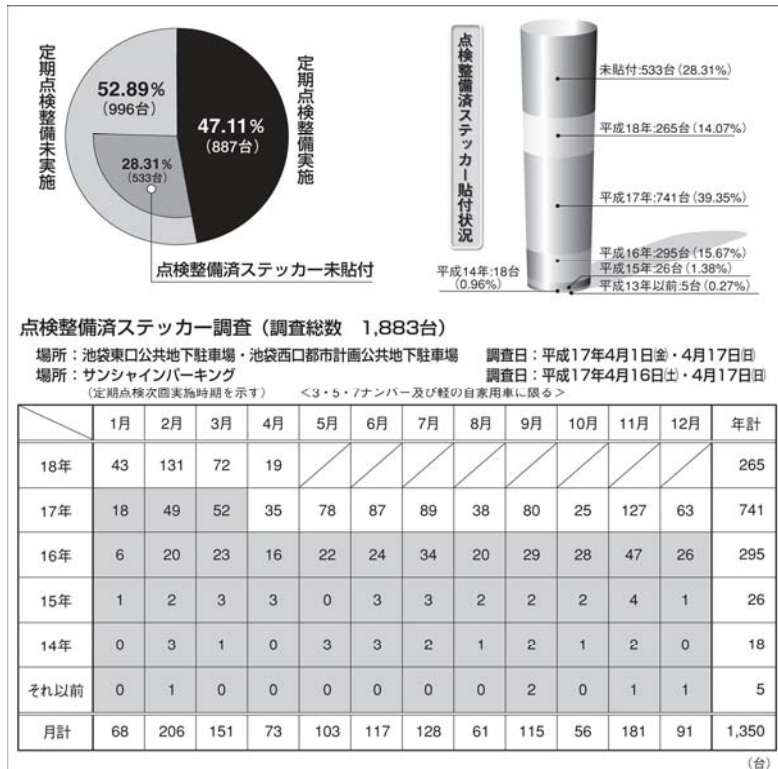 定期点検整備未実施
52.89%
(996台)
28.31%
(533台)
47.11%
(887台)
定期点検整備実施
点検整備済ステッカー未貼付
点検整備済ステッカー貼付状況
未貼付:533台(28.31%)
平成18年:265台(14.07%)
平成17年:741台(39.35%)
平成16年:295台(15.67%)
平成15年:26台(1.38%)
平成14年:18台
(0.96%)
平成13年以前:5台(0.27%)
点検整備済ステッカー調査（調査総数 1,883台）
場所：池袋東口公共地下駐車場・池袋西口都市計画公共地下駐車場 調査日：平成17年4月1日㈮・4月17日㈰
場所：サンシャインパーキング 調査日：平成17年4月16日㈯・4月17日㈰
（定期点検次回実施時期を示す） ＜3・5・7ナンバー及び軽の自家用車に限る＞
1月 2月 3月 4月 5月 6月 7月 8月 9月 10月 11月 12月 年計
18年 43 131 72 19 265
17年 18 49 52 35 78 87 89 38 80 25 127 63 741
16年 6 20 23 16 22 24 34 20 29 28 47 26 295
15年 1 2 3 3 0 3 3 2 2 2 4 1 26
14年 0 3 1 0 3 3 2 1 2 1 2 0 18
それ以前 0 1 0 0 0 0 0 0 2 0 1 1 5
月計 68 206 151 73 103 117 128 61 115 56 181 91 1,350
(台)